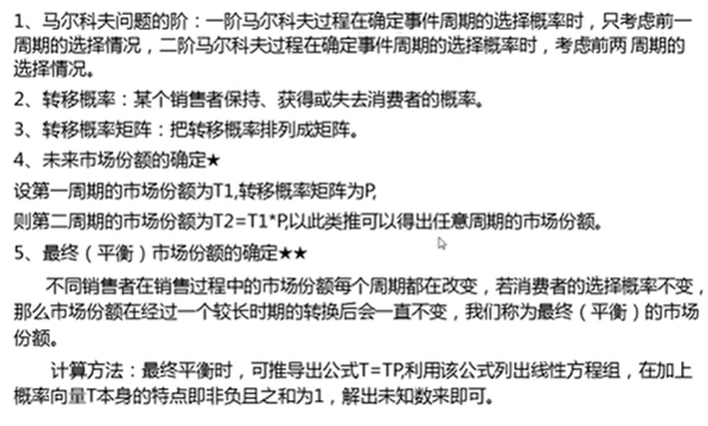 1、马尔科夫问题的阶：一阶马尔科夫过程在确定事件周期的选择概率时，只考虑前一
周期的选择情况，二阶马尔科夫过程在确定事件周期的选择概率时，考虑前两 周期的
选择情况。
2、转移概率：某个销售者保持、获得或失去消费者的概率。
3、转移概率矩阵：把转移概率排列成矩阵。
4、未来市场份额的确定★
设第一周期的市场份额为T1,转移概率矩阵为P,
则第二周期的市场份额为T2=T1*P,以此类推可以得出任意周期的市场份额。
5、最终（平衡）市场份额的确定★★
不同销售者在销售过程中的市场份额每个周期都在改变，若消费者的选择概率不变，
那么市场份额在经过一个较长时期的转换后会一直不变，我们称为最终（平衡）的市场
份额。
计算方法：最终平衡时，可推导出公式T=TP,利用该公式列出线性方程组，在加上
概率向量T本身的特点即非负且之和为1，解出未知数来即可。